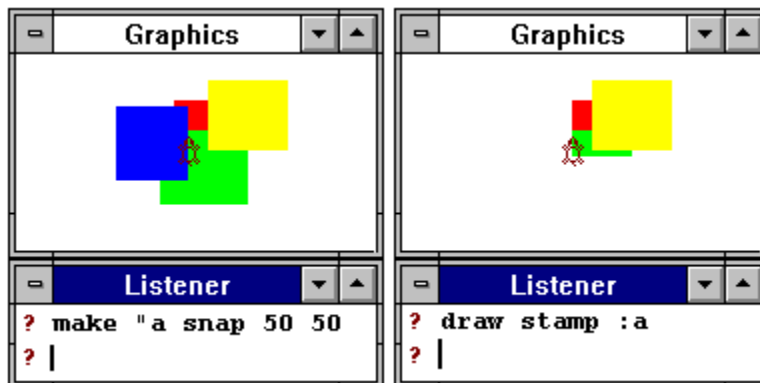 Graphics
Listener
? make "a snap 50 50
?
Graphics
Listener
? draw stamp :a
?